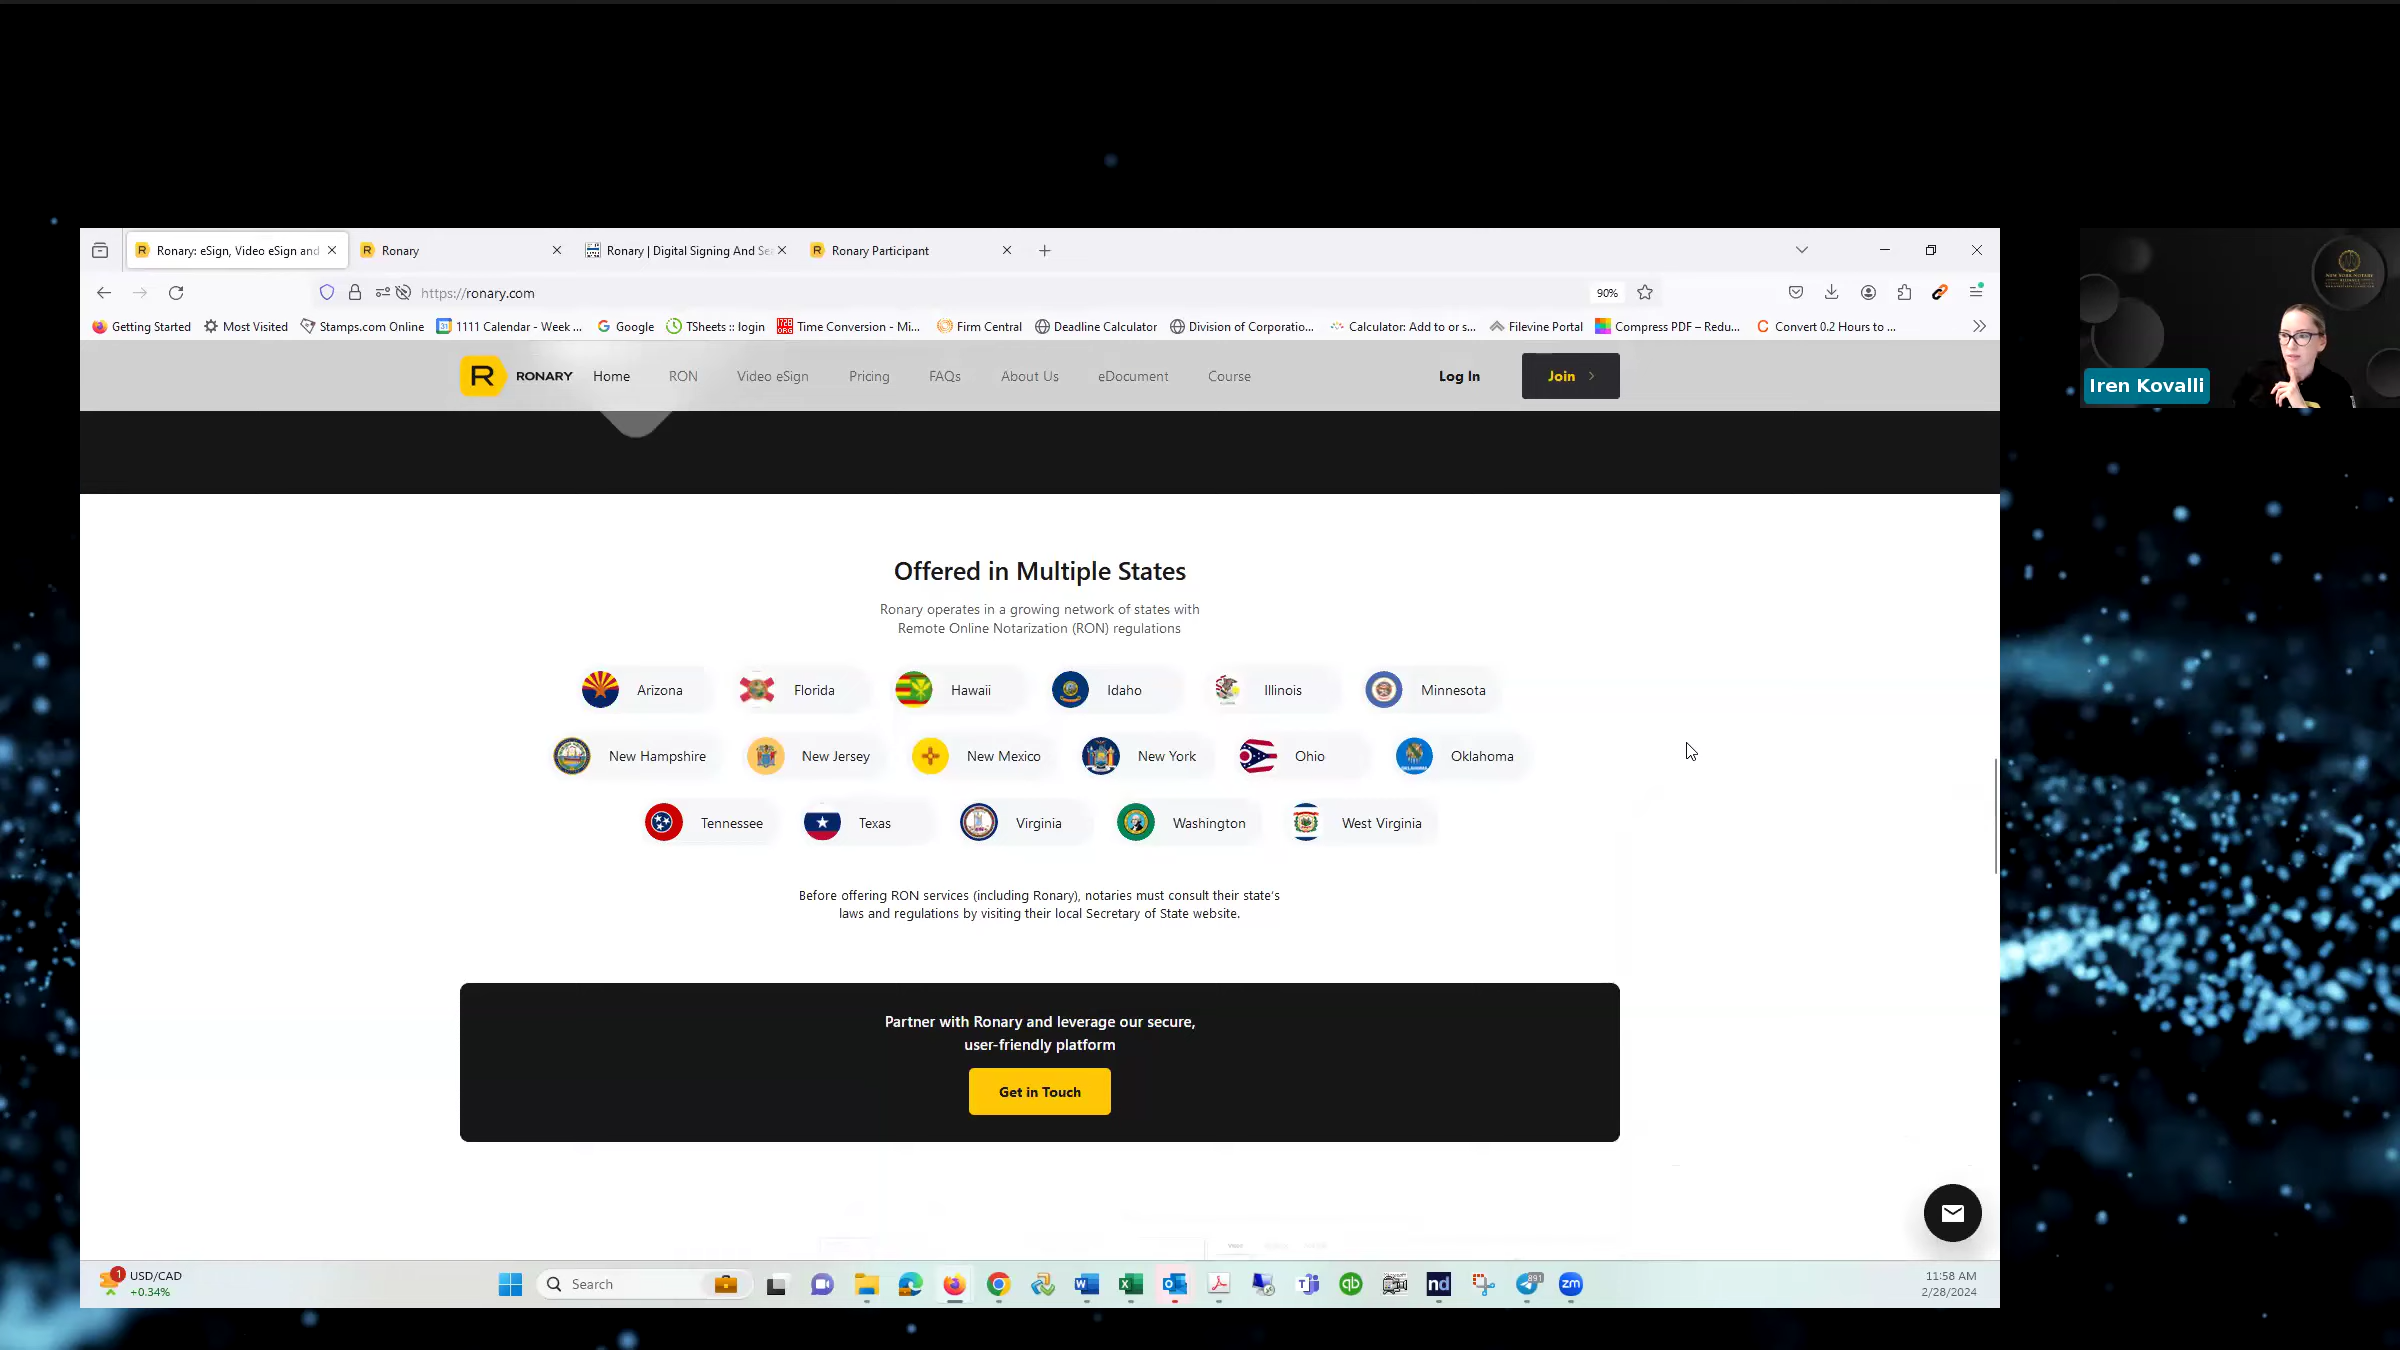 Ronary: eSign, Video eSign and
Ronary
Ronary | Digital Signing And Se
Ronary Participant
https://ronary.com
90%
Getting Started
Most Visited
Stamps.com Online
31
1111 Calendar - Week ...
Google
TSheets :: login
Time Conversion - Mi...
Firm Central
Deadline Calculator
Division of Corporatio...
Calculator: Add to or s...
Filevine Portal
Compress PDF – Redu...
Convert 0.2 Hours to ...
R RONARY
Home
RON
Video eSign
Pricing
FAQs
About Us
eDocument
Course
Log In
Join
Iren Kovalli
Offered in Multiple States
Ronary operates in a growing network of states with
Remote Online Notarization (RON) regulations
Arizona
Florida
Hawaii
Idaho
Illinois
Minnesota
New Hampshire
New Jersey
New Mexico
New York
Ohio
Oklahoma
Tennessee
Texas
Virginia
Washington
West Virginia
Before offering RON services (including Ronary), notaries must consult their state's
laws and regulations by visiting their local Secretary of State website.
Partner with Ronary and leverage our secure,
user-friendly platform
Get in Touch
1
USD/CAD
+0.34%
Search
qb
nd
891
zm
11:58 AM
2/28/2024